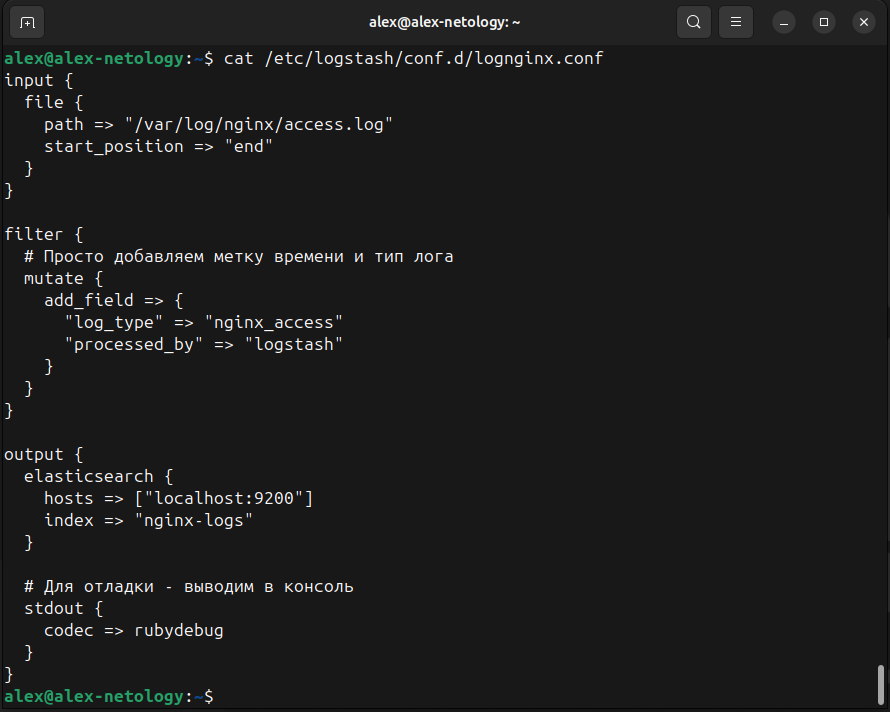 alex@alex-netology: ~
alex@alex-netology:~$ cat /etc/logstash/conf.d/lognginx.conf
input {
  file {
    path => "/var/log/nginx/access.log"
    start_position => "end"
  }
}

filter {
  # Просто добавляем метку времени и тип лога
  mutate {
    add_field => {
      "log_type" => "nginx_access"
      "processed_by" => "logstash"
    }
  }
}

output {
  elasticsearch {
    hosts => ["localhost:9200"]
    index => "nginx-logs"
  }

  # Для отладки - выводим в консоль
  stdout {
    codec => rubydebug
  }
}
alex@alex-netology:~$